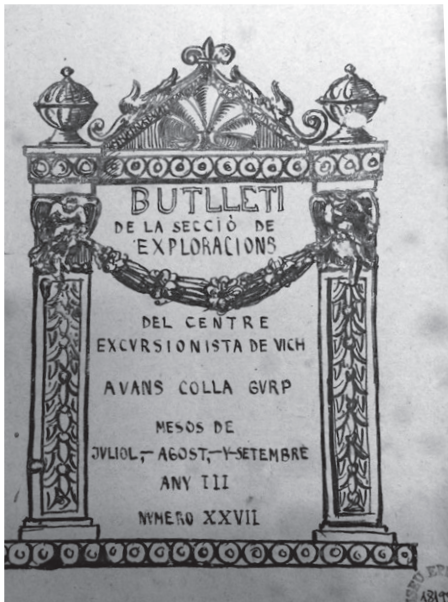 BUTLLETI
DE LA SECCIÒ DE
EXPLORACIONS
DEL CENTRE
EXCVRSIONISTA DE VICH
AVANS COLLA GVRP
MESOS DE
JVLIOL,- AGOST,-Y-SETEMBRE
ANY III
NVMERO XXVII